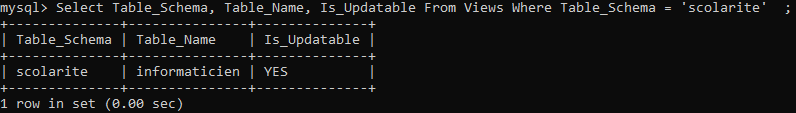 mysql> Select Table_Schema, Table_Name, Is_Updatable From Views Where Table_Schema = 'scolarite'  ;
+--------------+---------------+--------------+
| Table_Schema | Table_Name    | Is_Updatable |
+--------------+---------------+--------------+
| scolarite    | informaticien | YES          |
+--------------+---------------+--------------+
1 row in set (0.00 sec)